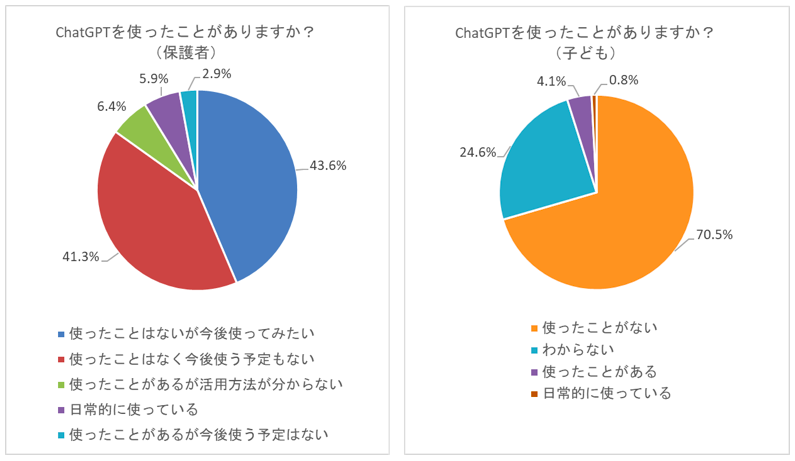 ChatGPTを使ったことがありますか？
（保護者）
2.9%
5.9%
6.4%
43.6%
41.3%
使ったことはないが今後使ってみたい
使ったことはなく今後使う予定もない
使ったことがあるが活用方法が分からない
日常的に使っている
使ったことがあるが今後使う予定はない
ChatGPTを使ったことがありますか？
（子ども）
4.1%
0.8%
24.6%
70.5%
使ったことがない
わからない
使ったことがある
日常的に使っている